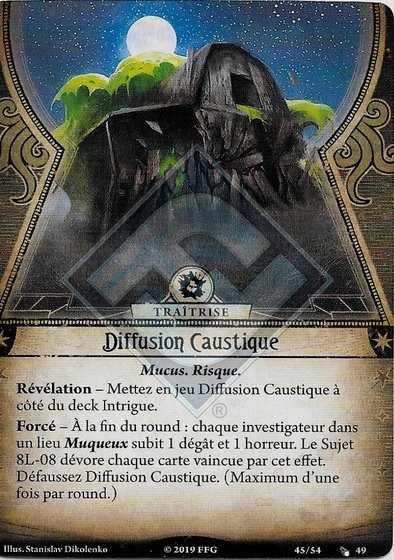 TRAÎTRISE
Diffusion Caustique
Mucus. Risque.
Révélation – Mettez en jeu Diffusion Caustique à
côté du deck Intrigue.
Forcé – À la fin du round : chaque investigateur dans
un lieu Muqueux subit 1 dégât et 1 horreur. Le Sujet
8L-08 dévore chaque carte vaincue par cet effet.
Défaussez Diffusion Caustique. (Maximum d'une
fois par round.)
®
Illus. Stanislav Dikolenko © 2019 FFG 45/54 49